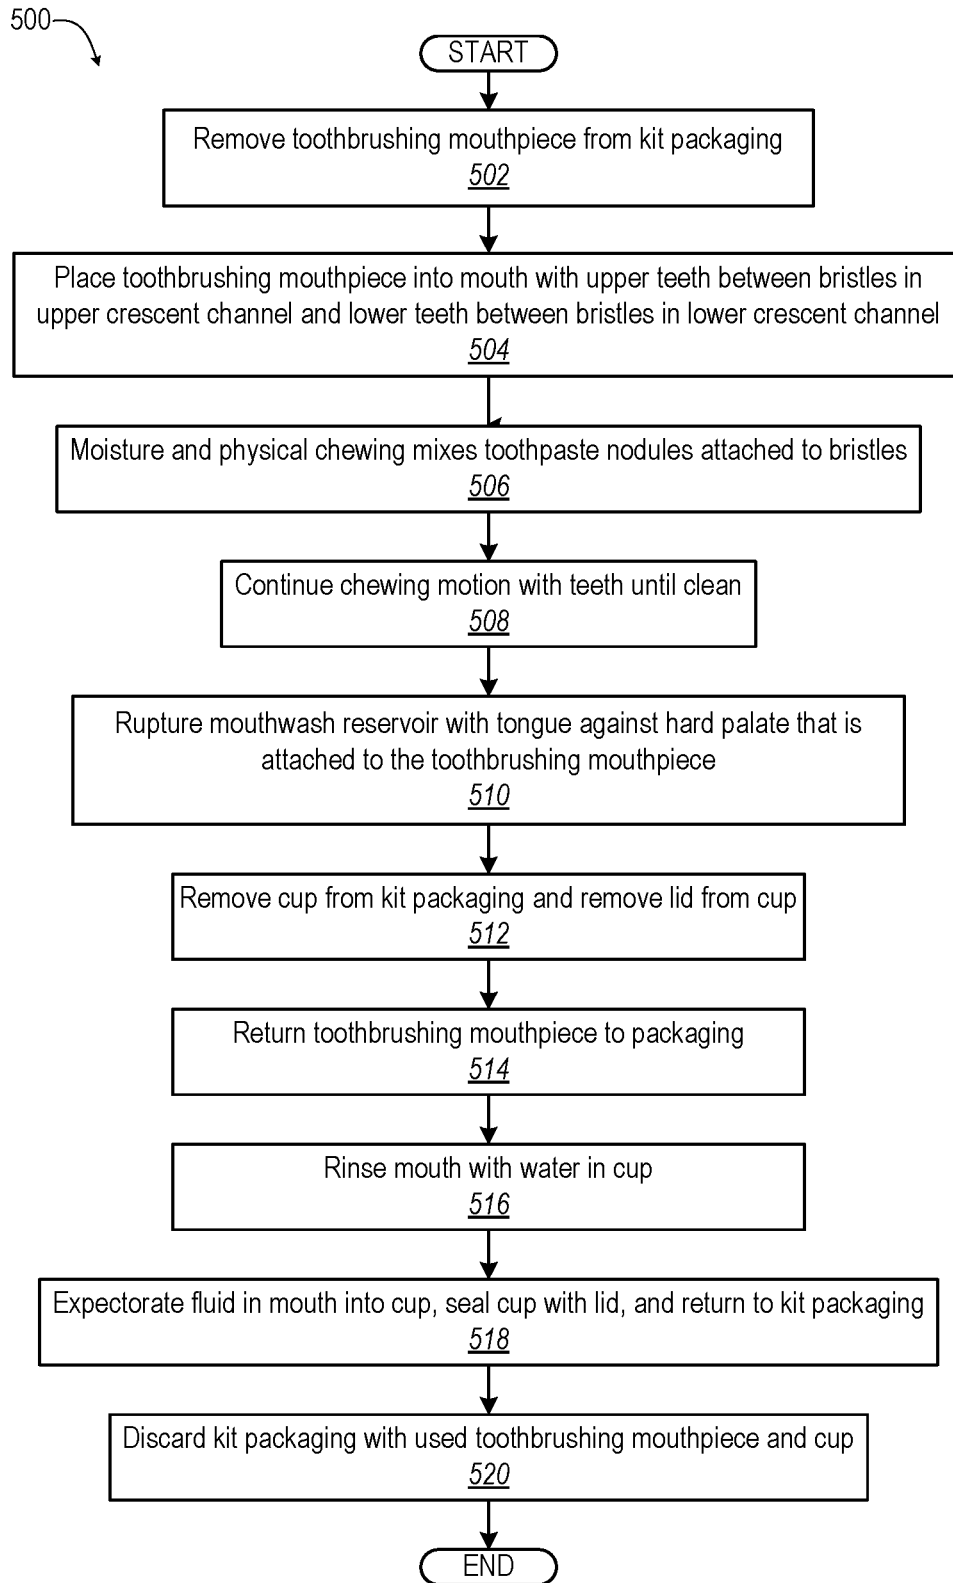 500
START
Remove toothbrushing mouthpiece from kit packaging
502
Place toothbrushing mouthpiece into mouth with upper teeth between bristles in
upper crescent channel and lower teeth between bristles in lower crescent channel
504
Moisture and physical chewing mixes toothpaste nodules attached to bristles
506
Continue chewing motion with teeth until clean
508
Rupture mouthwash reservoir with tongue against hard palate that is
attached to the toothbrushing mouthpiece
510
Remove cup from kit packaging and remove lid from cup
512
Return toothbrushing mouthpiece to packaging
514
Rinse mouth with water in cup
516
Expectorate fluid in mouth into cup, seal cup with lid, and return to kit packaging
518
Discard kit packaging with used toothbrushing mouthpiece and cup
520
END